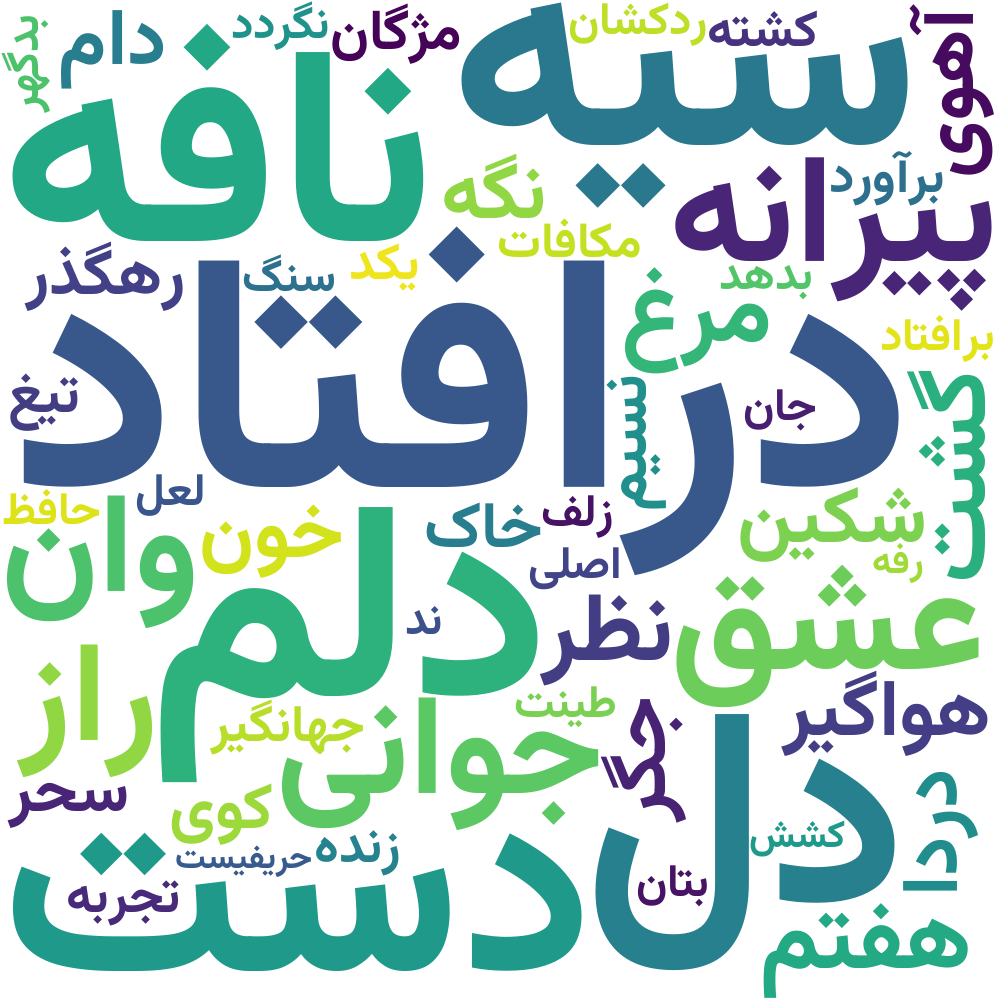 بدگهر
دام
نگردد
مژگان
ردکشان
کشته
آهوی
نافه
سیه
نگه
پیرانه
برآورد
رهگذر
سنگ
یکد
مکافات
بدهد
مرغ
برافتاد
درافتاد
تیغ
نسیم
جان
گشت
حافظ
لعل
وان
خون
دلم
خاک
زلف
شکین
رفه
اصلی
ند
نظر
عشق
راز
جهانگیر
جوانی
طینت
جگر
هواگیر
سحر
کوی
دردا
دل
کشش
دست
حریفیست
زنده
تجربه
بتان
هفتم